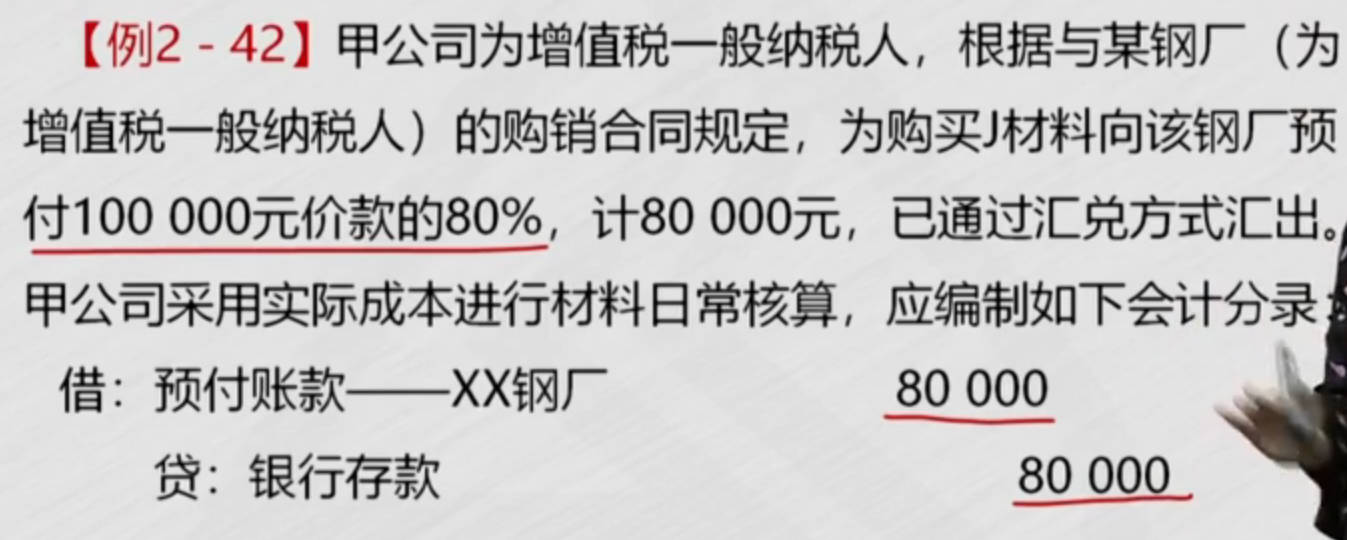 【例2 - 42】甲公司为增值税一般纳税人，根据与某钢厂（为
增值税一般纳税人）的购销合同规定，为购买J材料向该钢厂预
付100 000元价款的80%，计80 000元，已通过汇兑方式汇出。
甲公司采用实际成本进行材料日常核算，应编制如下会计分录：
借：预付账款——XX钢厂 80 000
贷：银行存款 80 000